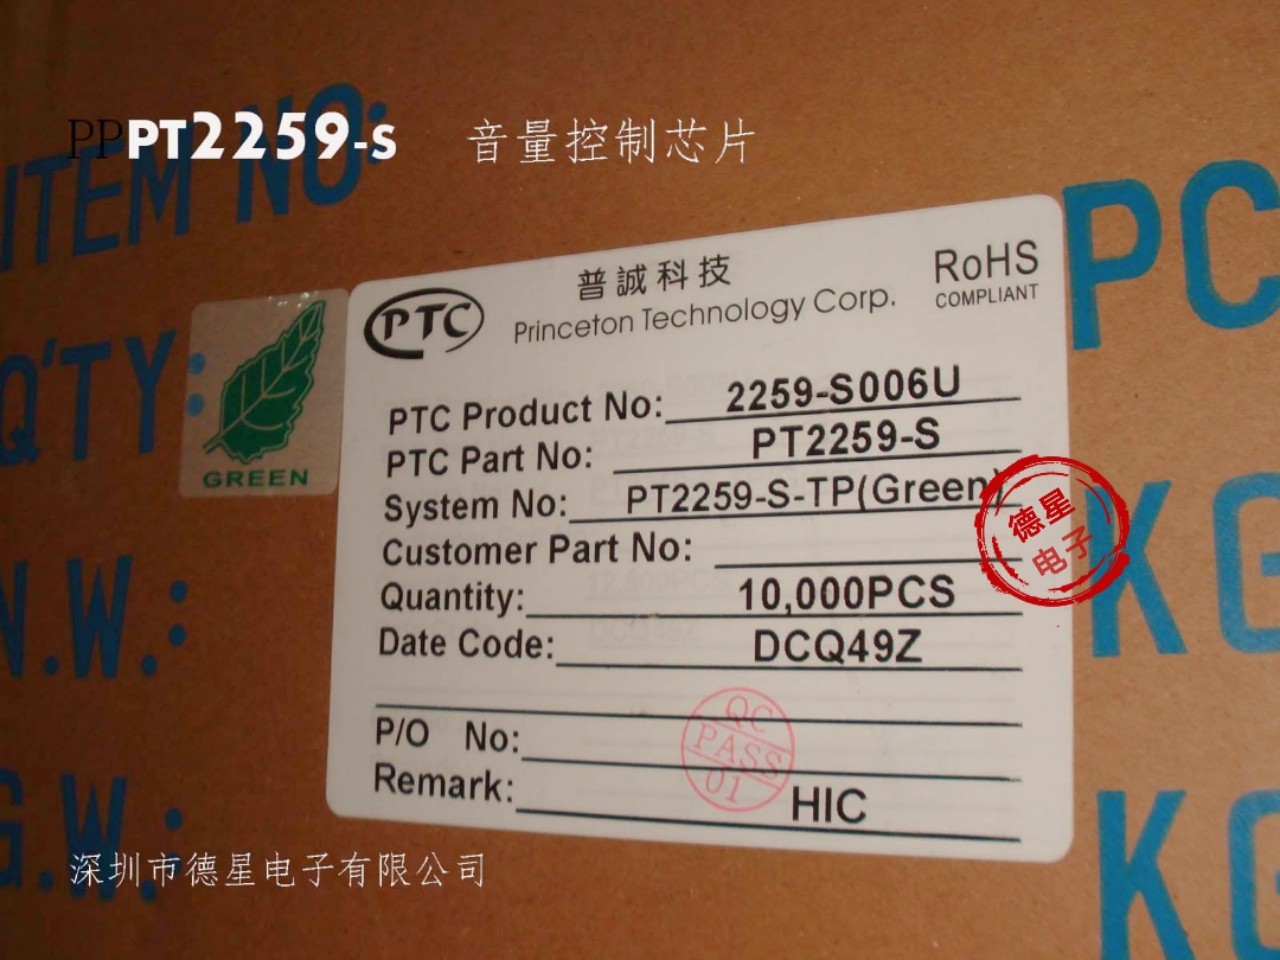 PPPT2259-S 音量控制芯片
ITEM NO:
PC
普誠科技
RoHS
COMPLIANT
PTC
Princeton Technology Corp.
Q'TY:
GREEN
PTC Product No: 2259-S006U
PTC Part No: PT2259-S
System No: PT2259-S-TP(Green)
德星
电子
Customer Part No:
KG
N.W.:
Quantity: 10,000PCS
Date Code: DCQ49Z
QC
PASS
01
P/O No:
Remark: HIC
G.W.:
KG
深圳市德星电子有限公司